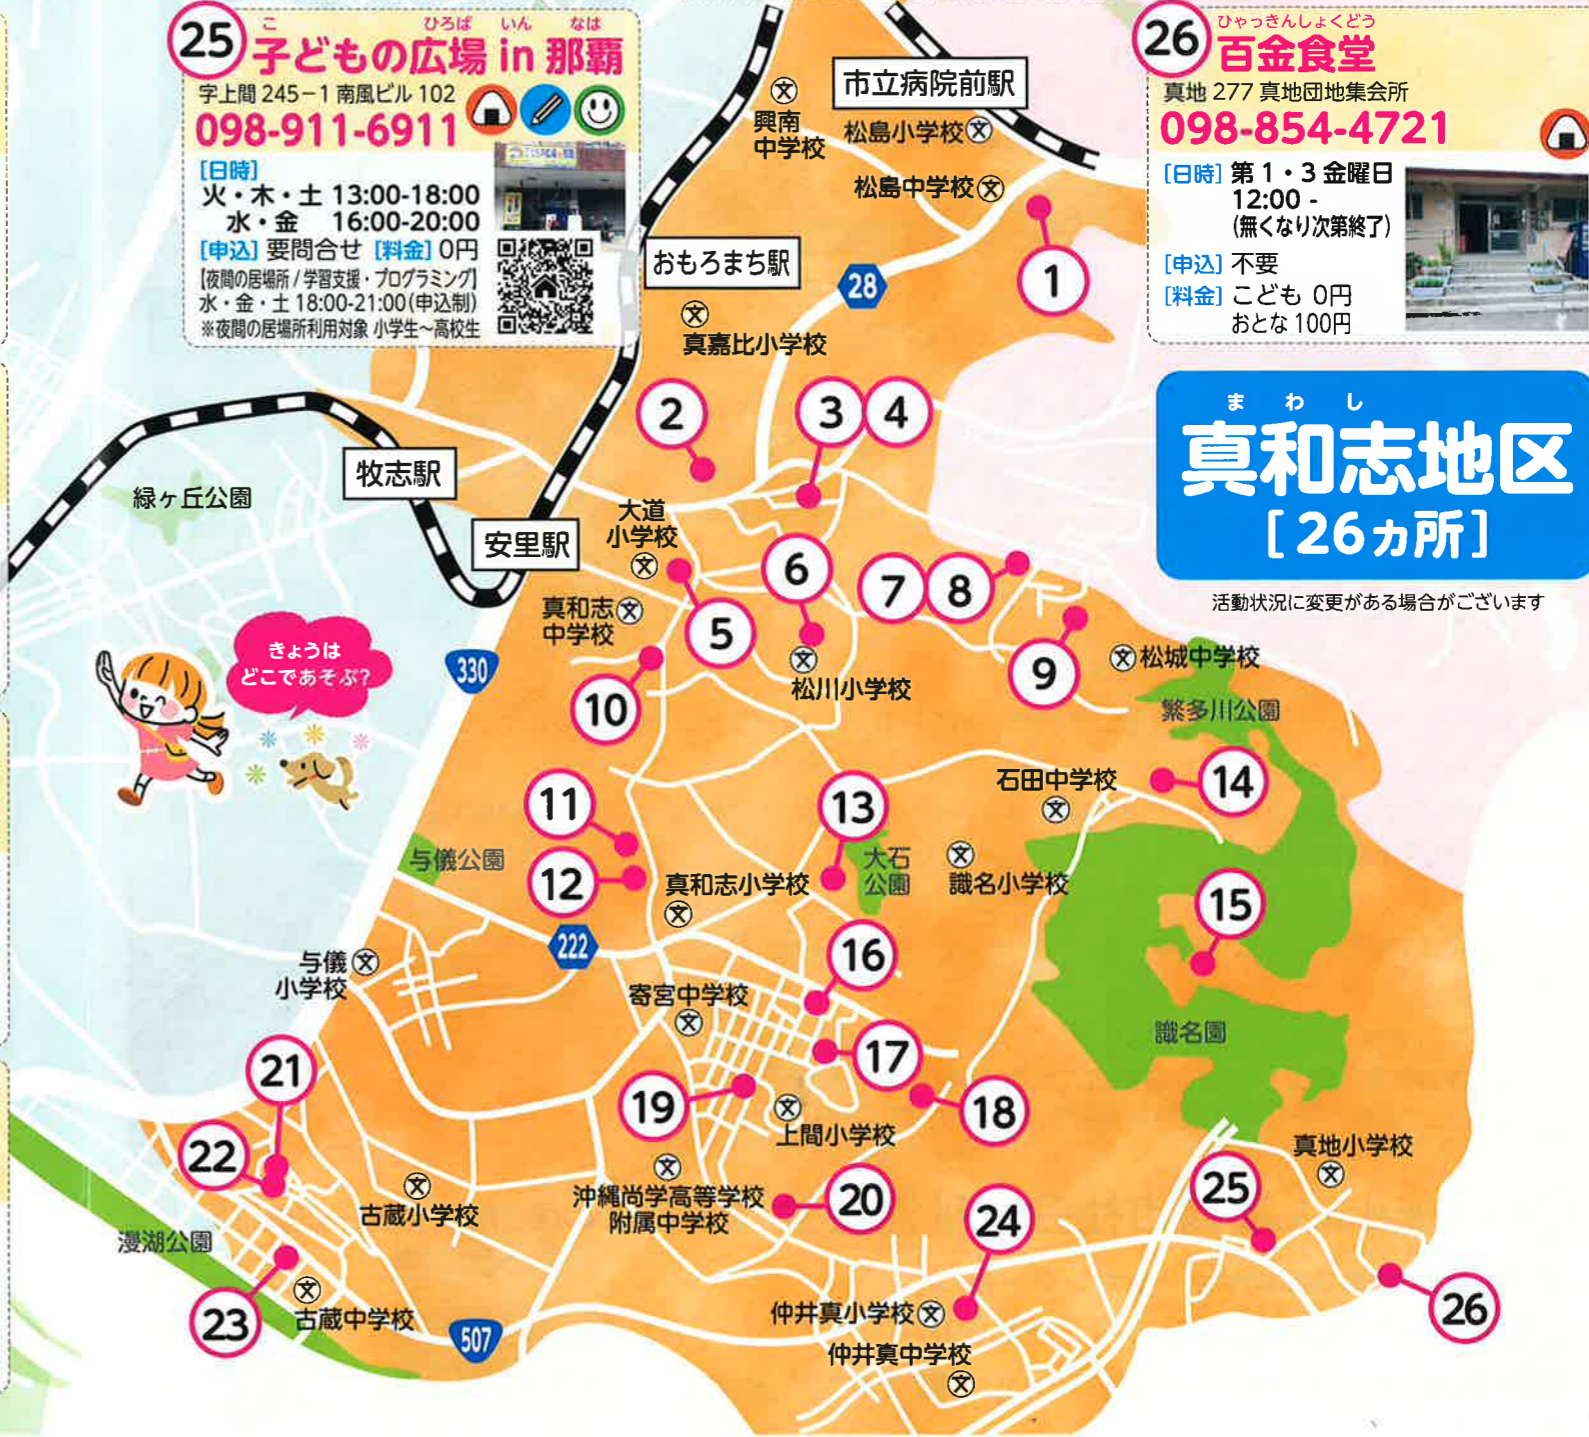 25
こ ひろば いん なは
子どもの広場 in 那覇
字上間 245-1 南風ビル 102
098-911-6911
[日時]
火・木・土 13:00-18:00
水・金 16:00-20:00
[申込] 要問合せ [料金] 0円
【夜間の居場所 / 学習支援・プログラミング】
水・金・土 18:00-21:00(申込制)
※夜間の居場所利用対象 小学生～高校生
26
ひゃっきんしょくどう
百金食堂
真地 277 真地団地集会所
098-854-4721
[日時] 第 1・3 金曜日
12:00 -
(無くなり次第終了)
[申込] 不要
[料金] こども 0円
おとな 100円
まわし
真和志地区
[26ヵ所]
活動状況に変更がある場合がございます
市立病院前駅
興南
中学校
文
松島小学校 文
松島中学校 文
1
おもろまち駅
28
文
真嘉比小学校
2
3
4
牧志駅
緑ヶ丘公園
安里駅
大道
小学校
文
6
7
8
真和志
中学校
文
5
9
文 松城中学校
きょうは
どこであそぶ?
330
10
文
松川小学校
繁多川公園
石田中学校
文
14
11
13
与儀公園
12
真和志小学校
文
大石
公園
文
識名小学校
15
222
与儀
小学校
文
16
寄宮中学校
文
識名園
21
17
19
18
文
上間小学校
22
真地小学校
文
古蔵小学校
文
文
沖縄尚学高等学校
附属中学校
20
24
25
漫湖公園
23
文
古蔵中学校
507
仲井真小学校 文
仲井真中学校
文
26